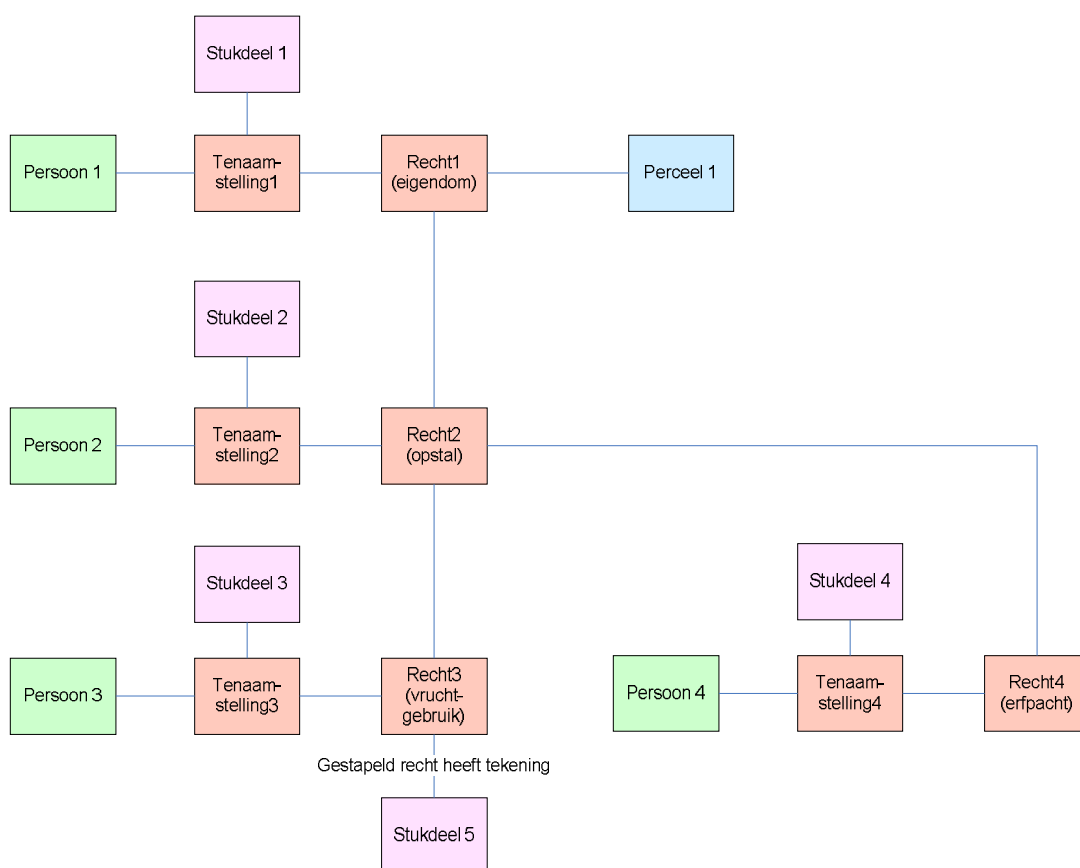 Stukdeel 1
Persoon 1
Tenaam-
stelling1
Recht1
(eigendom)
Perceel 1
Stukdeel 2
Persoon 2
Tenaam-
stelling2
Recht2
(opstal)
Stukdeel 3
Stukdeel 4
Persoon 3
Tenaam-
stelling3
Recht3
(vrucht-
gebruik)
Persoon 4
Tenaam-
stelling4
Recht4
(erfpacht)
Gestapeld recht heeft tekening
Stukdeel 5